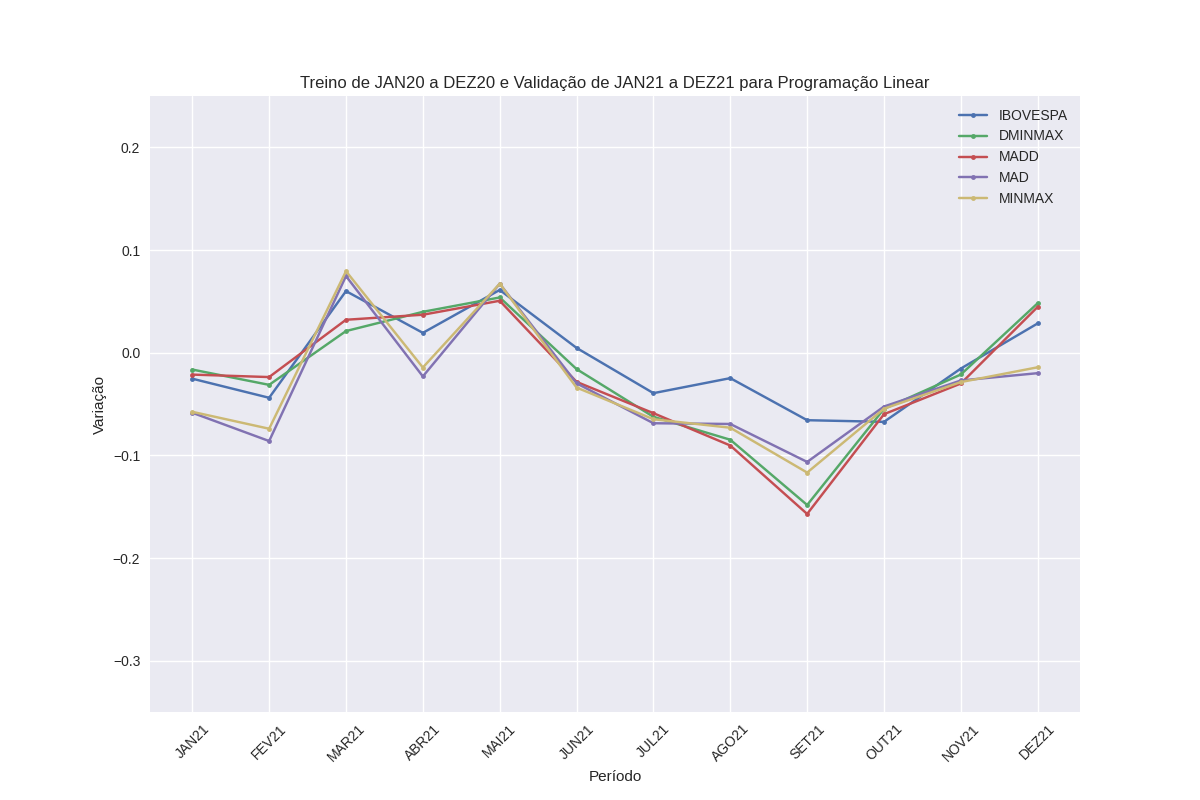 Treino de JAN20 a DEZ20 e Validação de JAN21 a DEZ21 para Programação Linear
IBOVESPA
DMINMAX
MADD
MAD
MINMAX
0.2
0.1
0.0
−0.1
−0.2
−0.3
Variação
JAN21
FEV21
MAR21
ABR21
MAI21
JUN21
JUL21
AGO21
SET21
OUT21
NOV21
DEZ21
Período